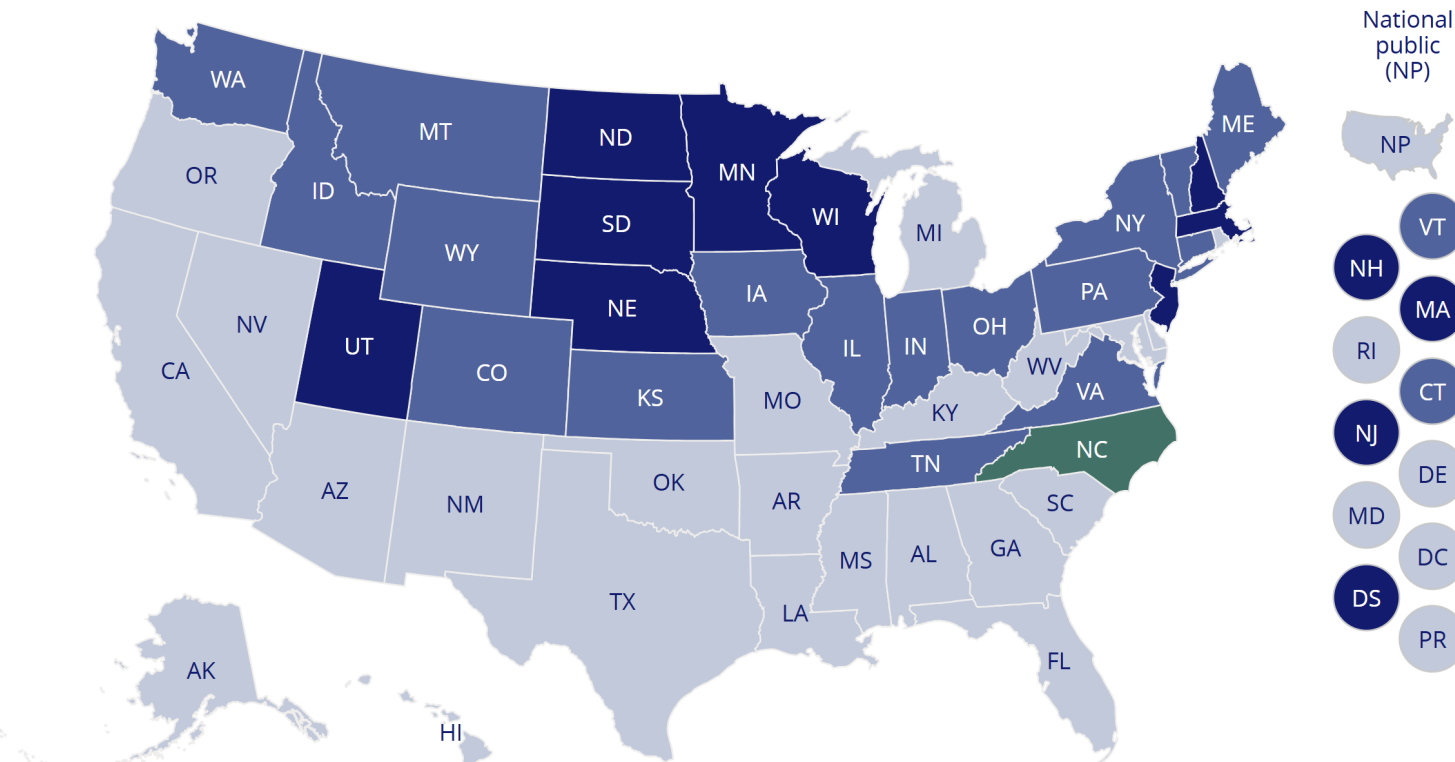 National
public
(NP)
WA
ME
MT
ND
NP
MN
OR
ID
SD
WI
NY
VT
MI
WY
NH
IA
PA
NE
MA
NV
OH
UT
IL
IN
RI
CA
CO
WV
KS
VA
CT
MO
KY
NJ
NC
TN
OK
DE
AZ
AR
NM
SC
MD
GA
MS
AL
DC
TX
DS
LA
PR
FL
AK
HI